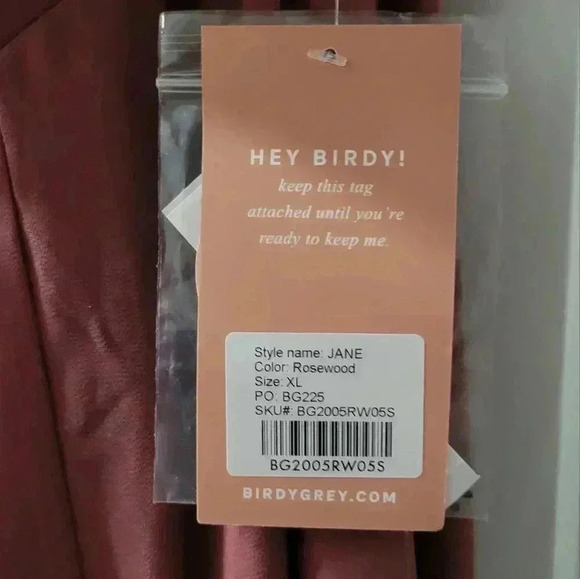 HEY BIRDY!
keep this tag
attached until you're
ready to keep me.
Style name: JANE
Color: Rosewood
Size: XL
PO: BG225
SKU#: BG2005RW05S
BG2005RW05S
BIRDYGREY.COM